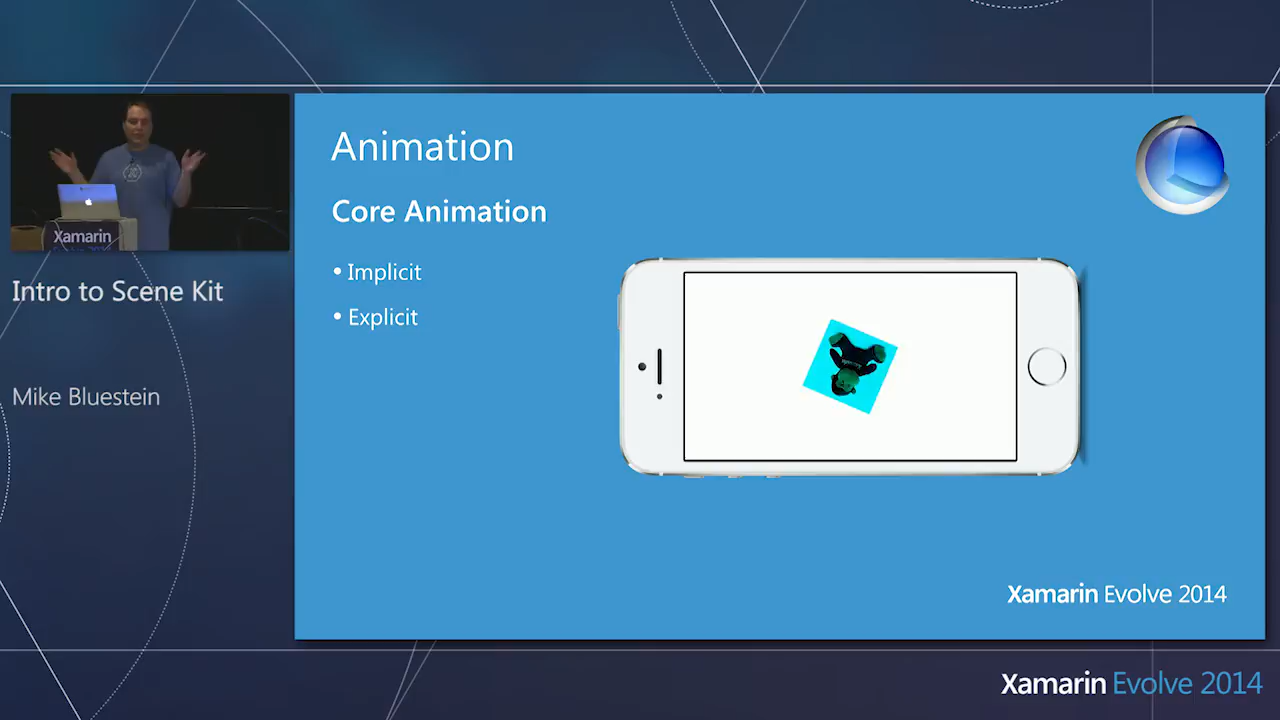 Xamarin
Intro to Scene Kit
Mike Bluestein
Animation
Core Animation
• Implicit
• Explicit
Xamarin Evolve 2014
Xamarin Evolve 2014